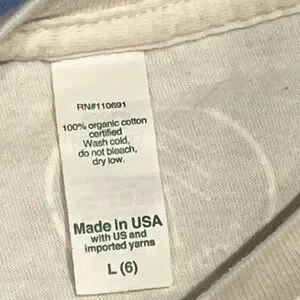 RN#110691
100% organic cotton
certified
Wash cold,
do not bleach,
dry low.
Made in USA
with US and
imported yarns
L (6)